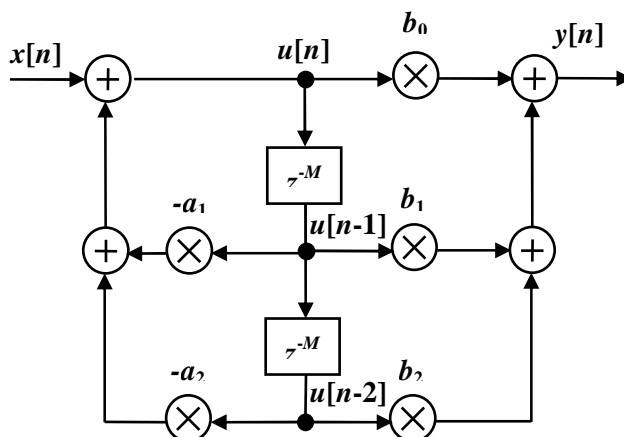 x[n] u[n] b₀ y[n]
z⁻ᴹ
-a₁ u[n-1] b₁
z⁻ᴹ
-a₂ u[n-2] b₂